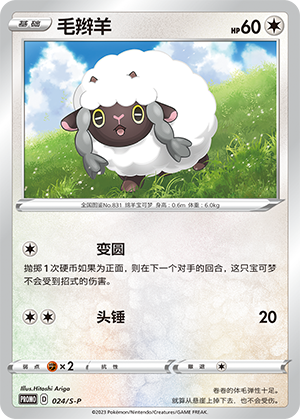 基础 毛辫羊 HP60
全国图鉴No.831 绵羊宝可梦 身高:0.6m 体重:6.0kg
变圆
抛掷1次硬币如果为正面,则在下一个对手的回合,这只宝可梦
不会受到招式的伤害。
头锤 20
弱点 ×2 抵抗力 撤退
Illus.Hitoshi Ariga
PROMO D 024/S-P
卷卷的体毛弹性十足,
就算从悬崖上掉下去,也不会受伤。
©2023 Pokémon/Nintendo/Creatures/GAME FREAK.